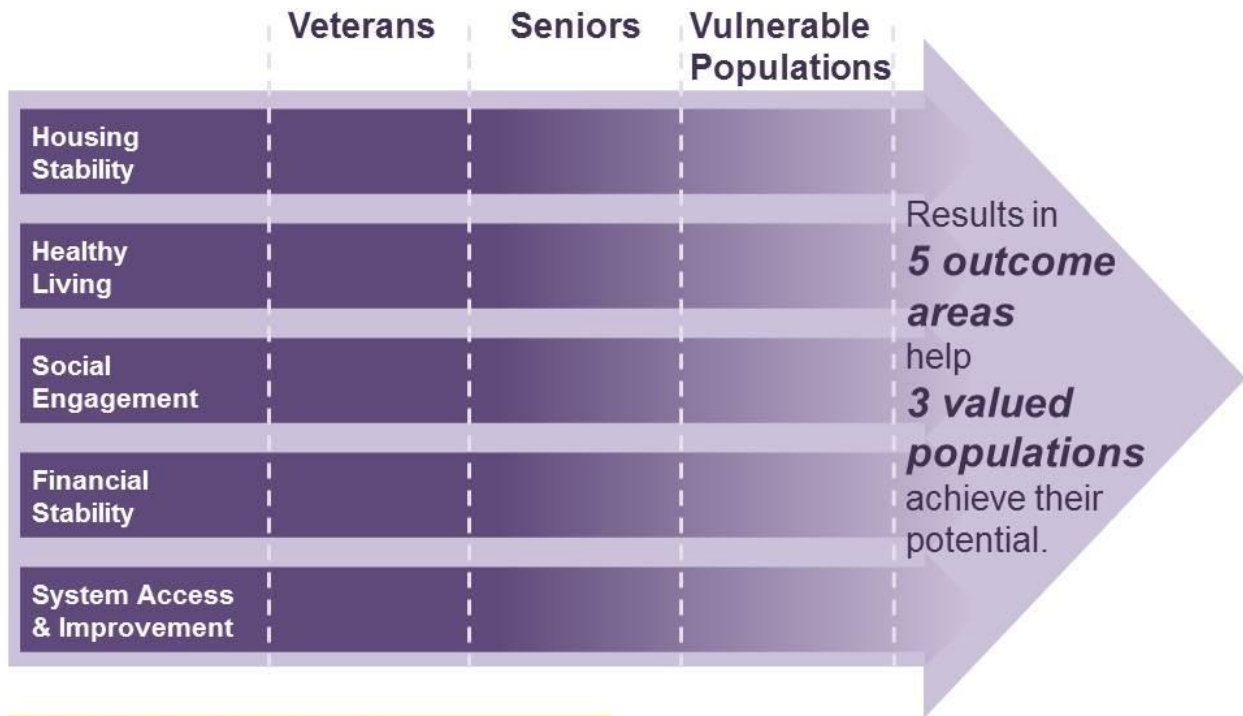 Veterans
Seniors
Vulnerable
Populations
Housing
Stability
Healthy
Living
Social
Engagement
Financial
Stability
System Access
& Improvement
Results in
5 outcome
areas
help
3 valued
populations
achieve their
potential.